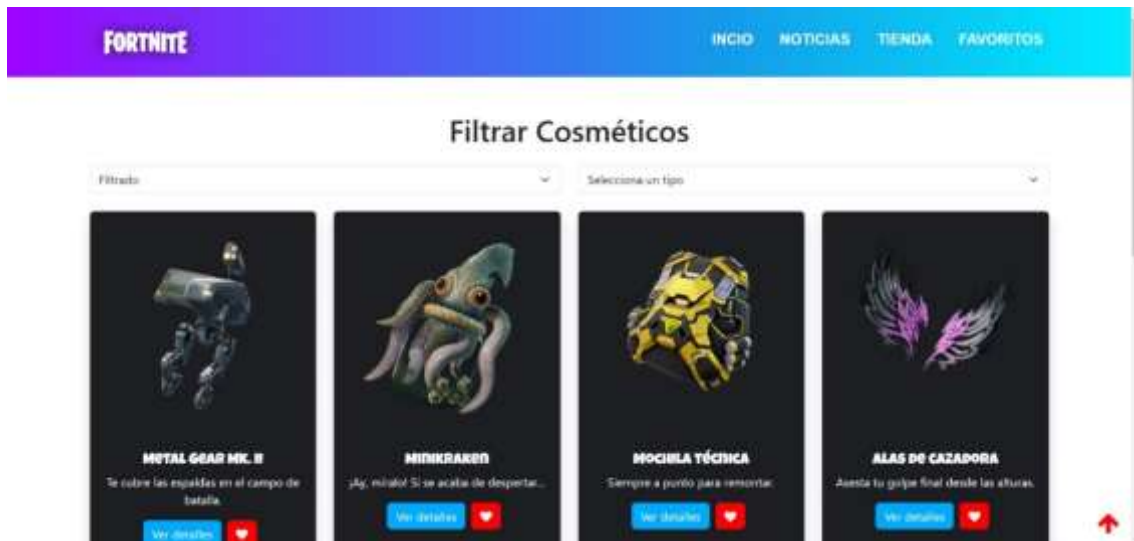 FORTNITE
INCIO NOTICIAS TIENDA FAVORITOS
Filtrar Cosméticos
Filtrado Selecciona un tipo
METAL GEAR MK. II
Te cubre las espaldas en el campo de
batalla.
Ver detalles
MINIKRAKEN
¡Ay, miralo! Si se acaba de despertar...
Ver detalles
MOCHILA TÉCNICA
Siempre a punto para remontar.
Ver detalles
ALAS DE CAZADORA
Asesta tu golpe final desde las alturas.
Ver detalles